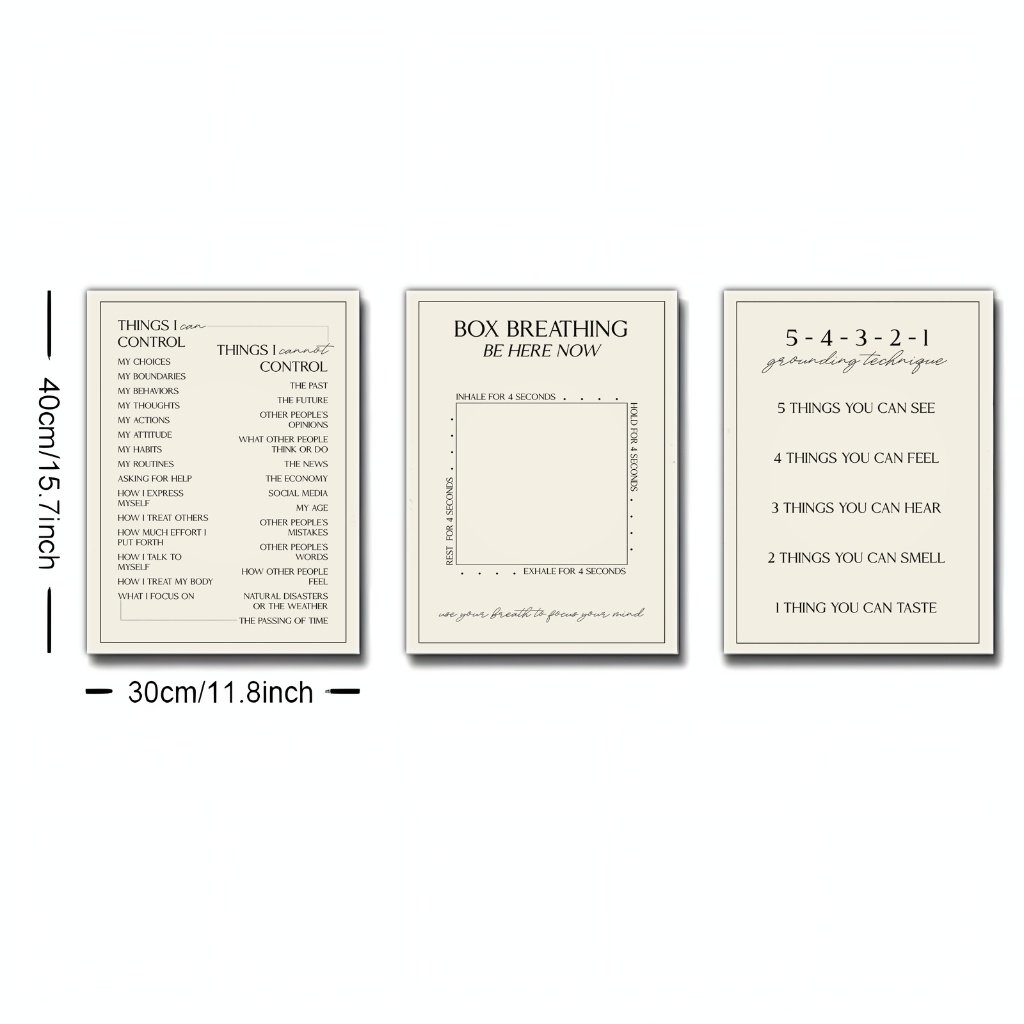 40cm/15.7inch
30cm/11.8inch
THINGS I can
CONTROL
MY CHOICES
MY BOUNDARIES
MY BEHAVIORS
MY THOUGHTS
MY ACTIONS
MY ATTITUDE
MY HABITS
MY ROUTINES
ASKING FOR HELP
HOW I EXPRESS
MYSELF
HOW I TREAT OTHERS
HOW MUCH EFFORT I
PUT FORTH
HOW I TALK TO
MYSELF
HOW I TREAT MY BODY
WHAT I FOCUS ON
THINGS I cannot
CONTROL
THE PAST
THE FUTURE
OTHER PEOPLE'S
OPINIONS
WHAT OTHER PEOPLE
THINK OR DO
THE NEWS
THE ECONOMY
SOCIAL MEDIA
MY AGE
OTHER PEOPLE'S
MISTAKES
OTHER PEOPLE'S
WORDS
HOW OTHER PEOPLE
FEEL
NATURAL DISASTERS
OR THE WEATHER
THE PASSING OF TIME
BOX BREATHING
BE HERE NOW
INHALE FOR 4 SECONDS . . . .
HOLD FOR 4 SECONDS . . . .
EXHALE FOR 4 SECONDS . . . .
REST FOR 4 SECONDS . . . .
use your breath to focus your mind
5 - 4 - 3 - 2 - 1
grounding technique
5 THINGS YOU CAN SEE
4 THINGS YOU CAN FEEL
3 THINGS YOU CAN HEAR
2 THINGS YOU CAN SMELL
1 THING YOU CAN TASTE